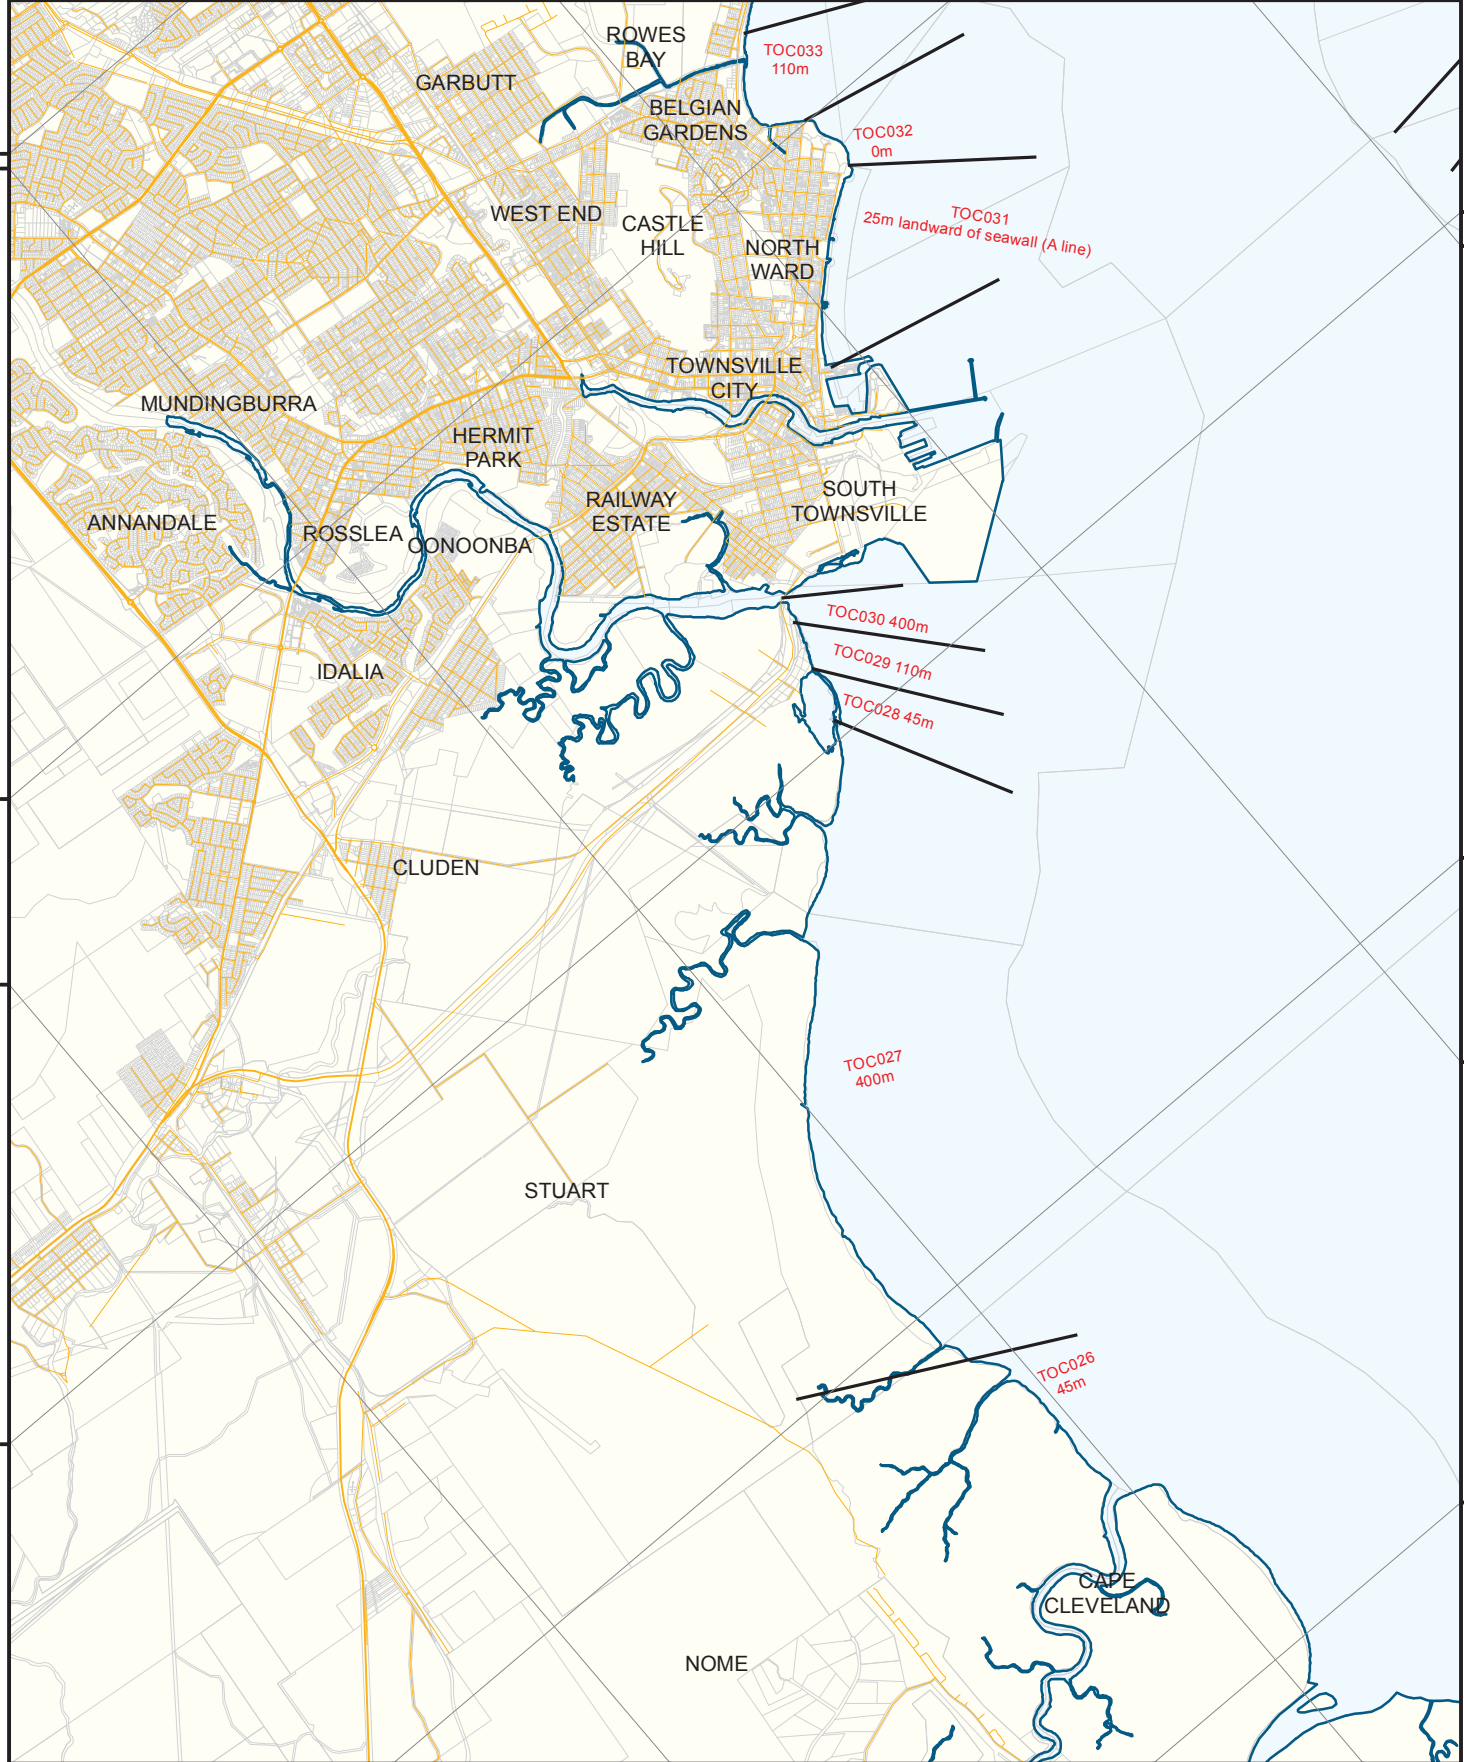 ROWES
BAY
TOC033
110m
GARBUTT
BELGIAN
GARDENS
TOC032
0m
WEST END
CASTLE
HILL
NORTH
WARD
TOC031
25m landward of seawall (A line)
TOWNSVILLE
CITY
MUNDINGBURRA
HERMIT
PARK
RAILWAY
ESTATE
SOUTH
TOWNSVILLE
ANNANDALE
ROSSLEA
OONOONBA
TOC030 400m
TOC029 110m
TOC028 45m
IDALIA
CLUDEN
TOC027
400m
STUART
TOC026
45m
CAPE
CLEVELAND
NOME